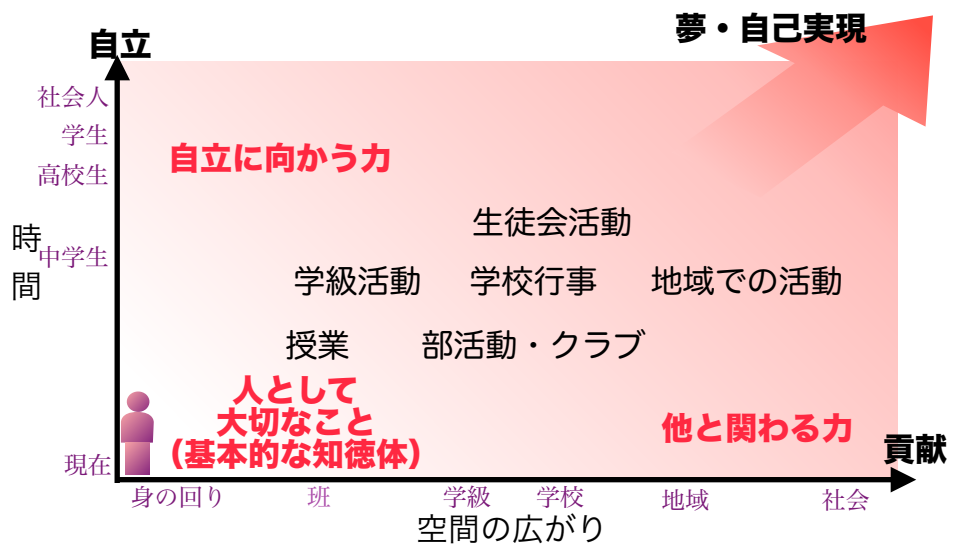 夢・自己実現
自立
社会人
学生
高校生
自立に向かう力
時間
中学生
生徒会活動
学級活動
学校行事
地域での活動
授業
部活動・クラブ
人として
大切なこと
(基本的な知徳体)
他と関わる力
貢献
現在
身の回り
班
学級
学校
地域
社会
空間の広がり